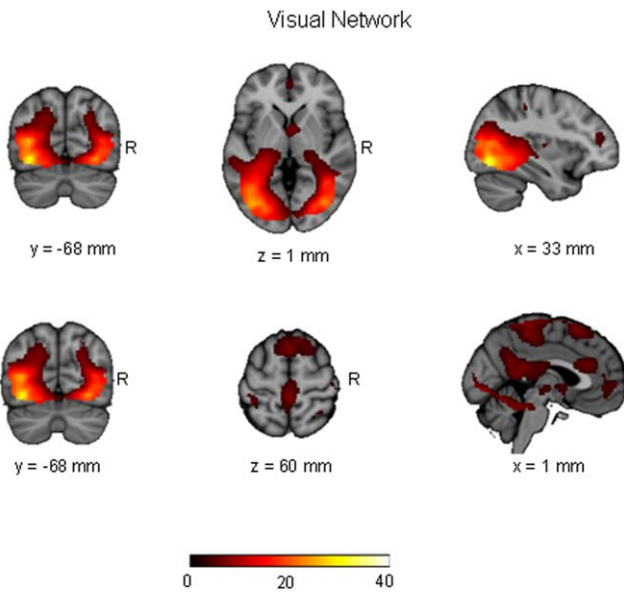 Visual Network
R
R
y = -68 mm
z = 1 mm
x = 33 mm
R
R
y = -68 mm
z = 60 mm
x = 1 mm
0
20
40